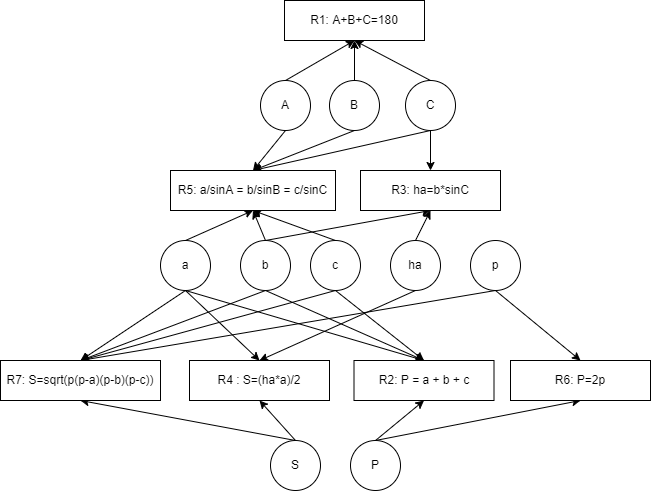 R1: A+B+C=180
A
B
C
R5: a/sinA = b/sinB = c/sinC
R3: ha=b*sinC
a
b
c
ha
p
R7: S=sqrt(p(p-a)(p-b)(p-c))
R4 : S=(ha*a)/2
R2: P = a + b + c
R6: P=2p
S
P